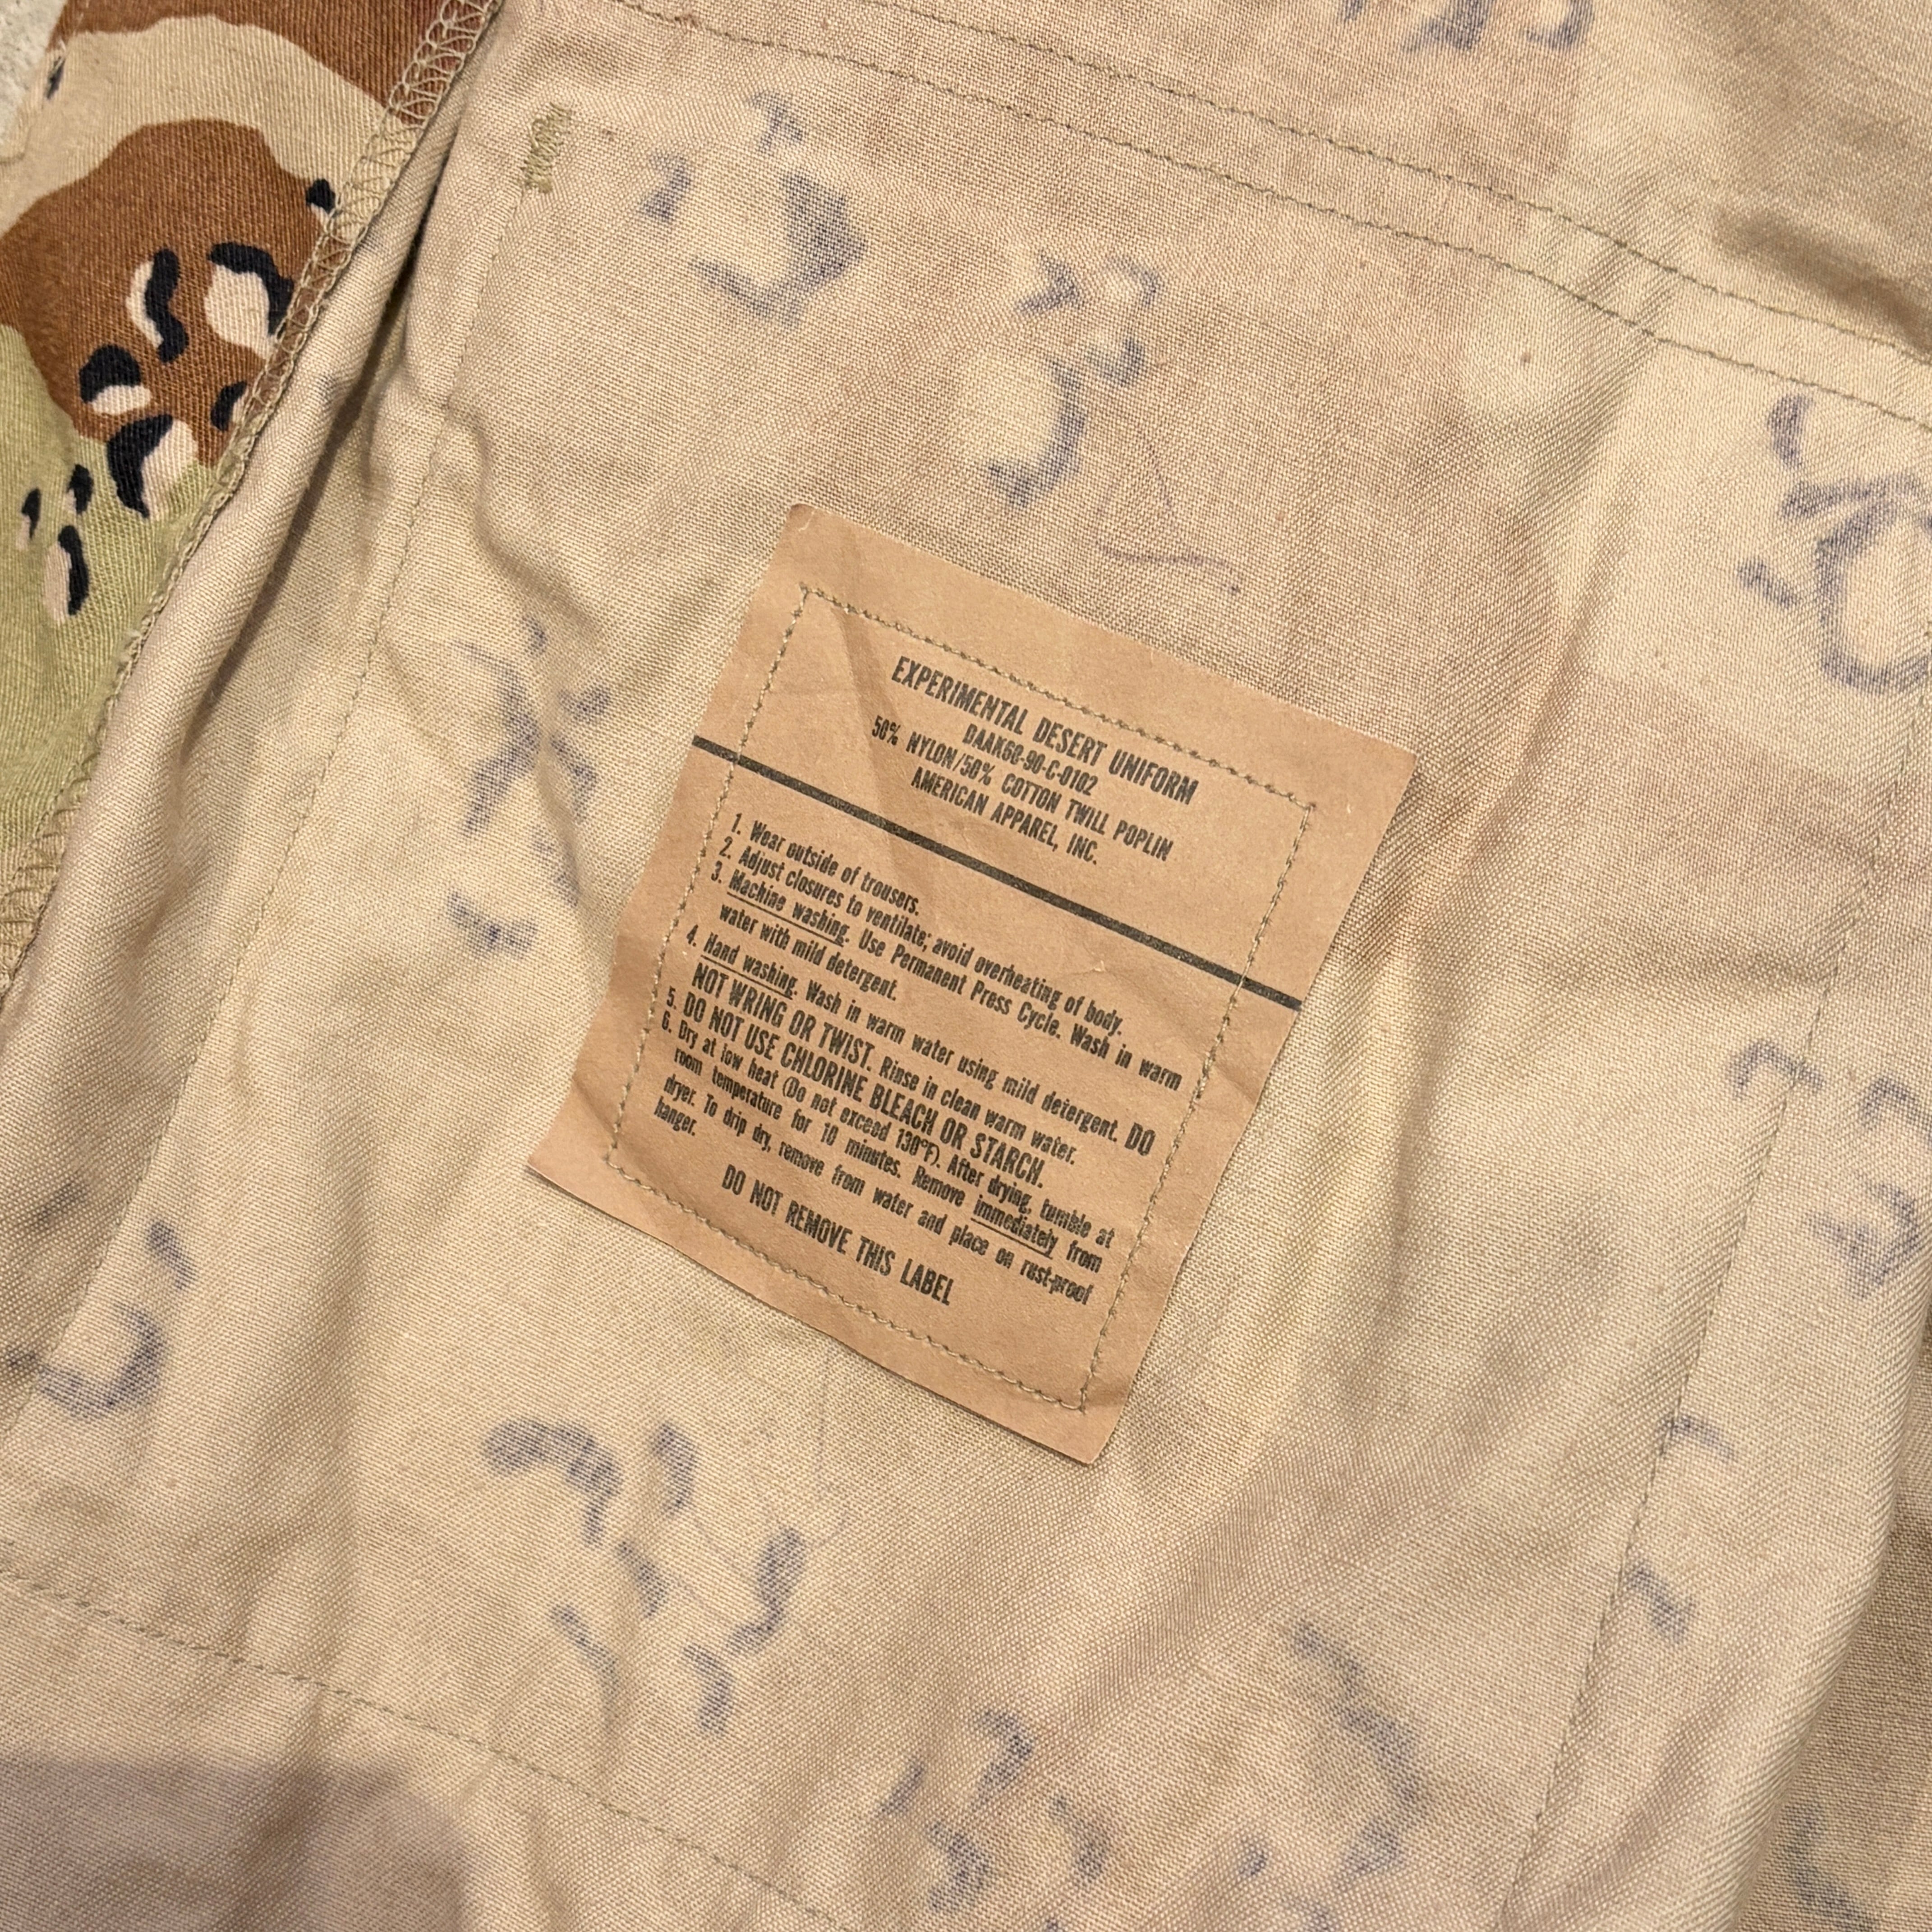 EXPERIMENTAL DESERT UNIFORM
DAAK60-90-C-0102
50% NYLON/50% COTTON TWILL POPLIN
AMERICAN APPAREL, INC.
1. Wear outside of trousers.
2. Adjust closures to ventilate; avoid overheating of body.
3. Machine washing. Use Permanent Press Cycle. Wash in warm
water with mild detergent.
4. Hand washing. Wash in warm water using mild detergent. DO
NOT WRING OR TWIST. Rinse in clean warm water.
5. DO NOT USE CHLORINE BLEACH OR STARCH.
6. Dry at low heat (Do not exceed 130°F). After drying, tumble at
room temperature for 10 minutes. Remove immediately from
dryer. To drip dry, remove from water and place on rust-proof
hanger.
DO NOT REMOVE THIS LABEL